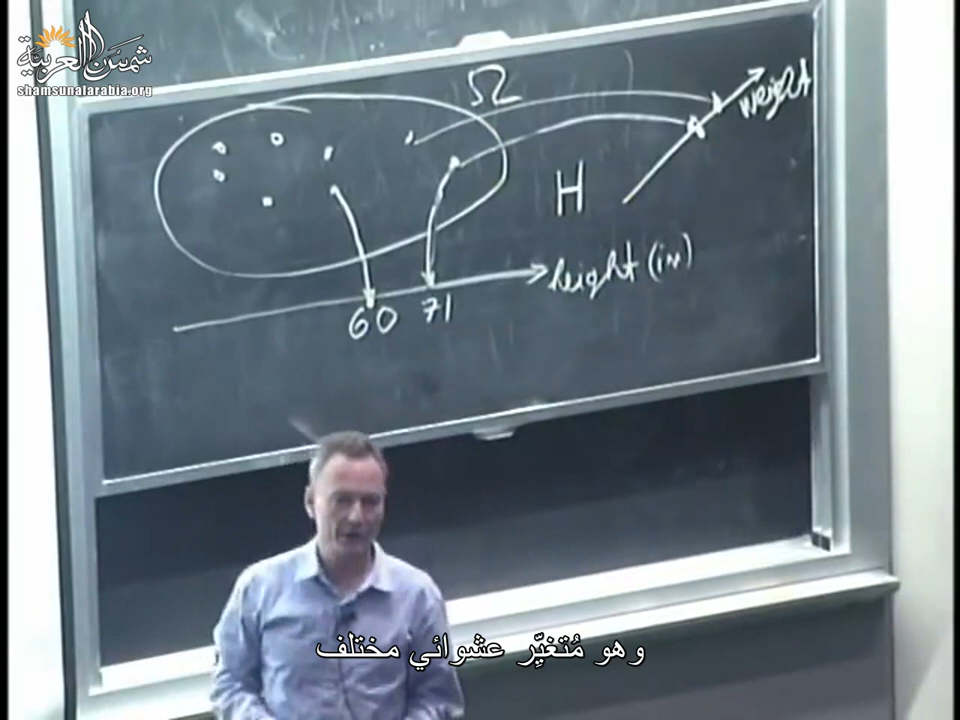 شمس العربية
shamsunalarabia.org
Ω
weight
H
height (in)
60 71
وهو مُتغيِّر عشوائي مختلف